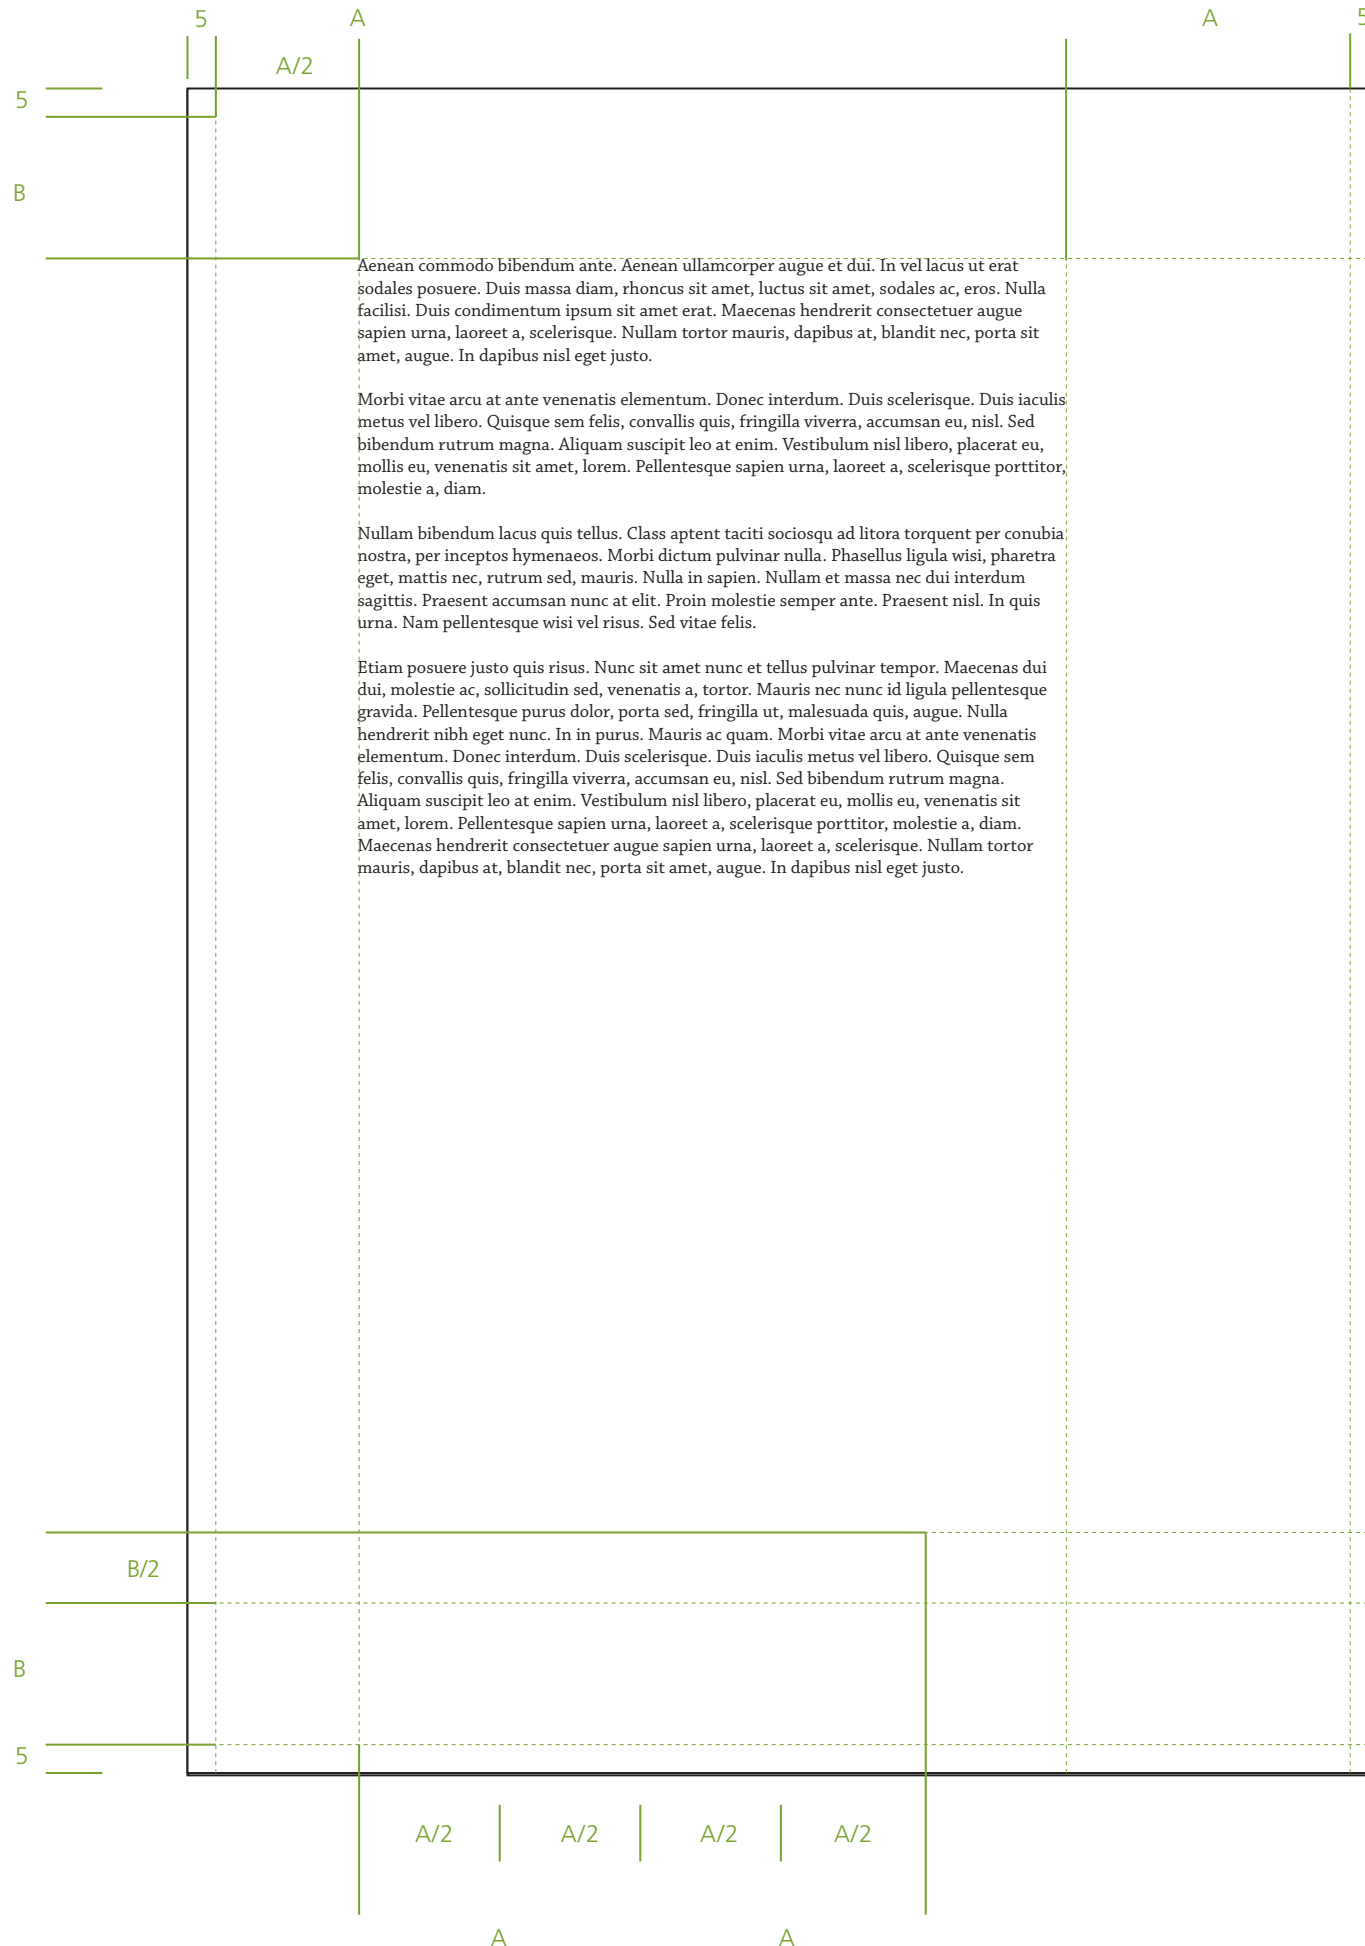 5
A
A
5
A/2
5
B
Aenean commodo bibendum ante. Aenean ullamcorper augue et dui. In vel lacus ut erat
sodales posuere. Duis massa diam, rhoncus sit amet, luctus sit amet, sodales ac, eros. Nulla
facilisi. Duis condimentum ipsum sit amet erat. Maecenas hendrerit consectetuer augue
sapien urna, laoreet a, scelerisque. Nullam tortor mauris, dapibus at, blandit nec, porta sit
amet, augue. In dapibus nisl eget justo.
Morbi vitae arcu at ante venenatis elementum. Donec interdum. Duis scelerisque. Duis iaculis
metus vel libero. Quisque sem felis, convallis quis, fringilla viverra, accumsan eu, nisl. Sed
bibendum rutrum magna. Aliquam suscipit leo at enim. Vestibulum nisl libero, placerat eu,
mollis eu, venenatis sit amet, lorem. Pellentesque sapien urna, laoreet a, scelerisque porttitor,
molestie a, diam.
Nullam bibendum lacus quis tellus. Class aptent taciti sociosqu ad litora torquent per conubia
nostra, per inceptos hymenaeos. Morbi dictum pulvinar nulla. Phasellus ligula wisi, pharetra
eget, mattis nec, rutrum sed, mauris. Nulla in sapien. Nullam et massa nec dui interdum
sagittis. Praesent accumsan nunc at elit. Proin molestie semper ante. Praesent nisl. In quis
urna. Nam pellentesque wisi vel risus. Sed vitae felis.
Etiam posuere justo quis risus. Nunc sit amet nunc et tellus pulvinar tempor. Maecenas dui
dui, molestie ac, sollicitudin sed, venenatis a, tortor. Mauris nec nunc id ligula pellentesque
gravida. Pellentesque purus dolor, porta sed, fringilla ut, malesuada quis, augue. Nulla
hendrerit nibh eget nunc. In in purus. Mauris ac quam. Morbi vitae arcu at ante venenatis
elementum. Donec interdum. Duis scelerisque. Duis iaculis metus vel libero. Quisque sem
felis, convallis quis, fringilla viverra, accumsan eu, nisl. Sed bibendum rutrum magna.
Aliquam suscipit leo at enim. Vestibulum nisl libero, placerat eu, mollis eu, venenatis sit
amet, lorem. Pellentesque sapien urna, laoreet a, scelerisque porttitor, molestie a, diam.
Maecenas hendrerit consectetuer augue sapien urna, laoreet a, scelerisque. Nullam tortor
mauris, dapibus at, blandit nec, porta sit amet, augue. In dapibus nisl eget justo.
B/2
B
5
A/2 A/2 A/2 A/2
A A